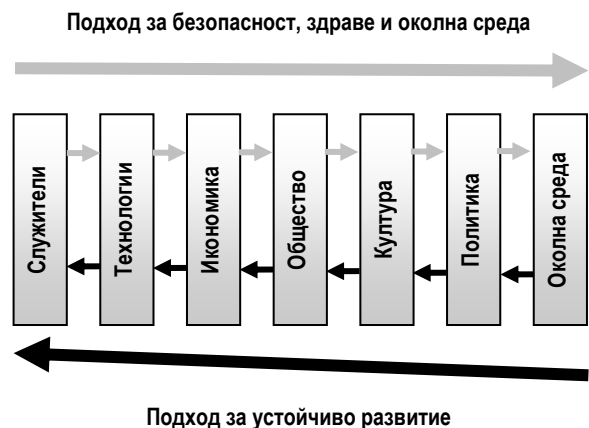 Подход за безопасност, здраве и околна среда
Служители
Технологии
Икономика
Общество
Култура
Политика
Околна среда
Подход за устойчиво развитие